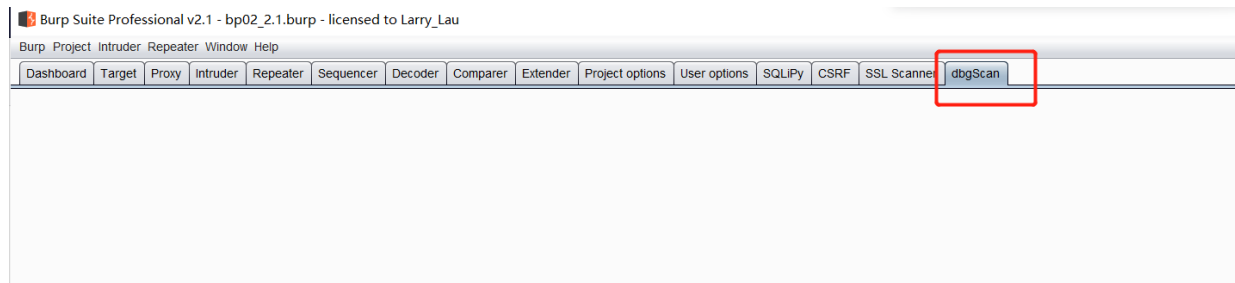 Burp Suite Professional v2.1 - bp02_2.1.burp - licensed to Larry_Lau
Burp Project Intruder Repeater Window Help
Dashboard Target Proxy Intruder Repeater Sequencer Decoder Comparer Extender Project options User options SQLiPy CSRF SSL Scanner dbgScan